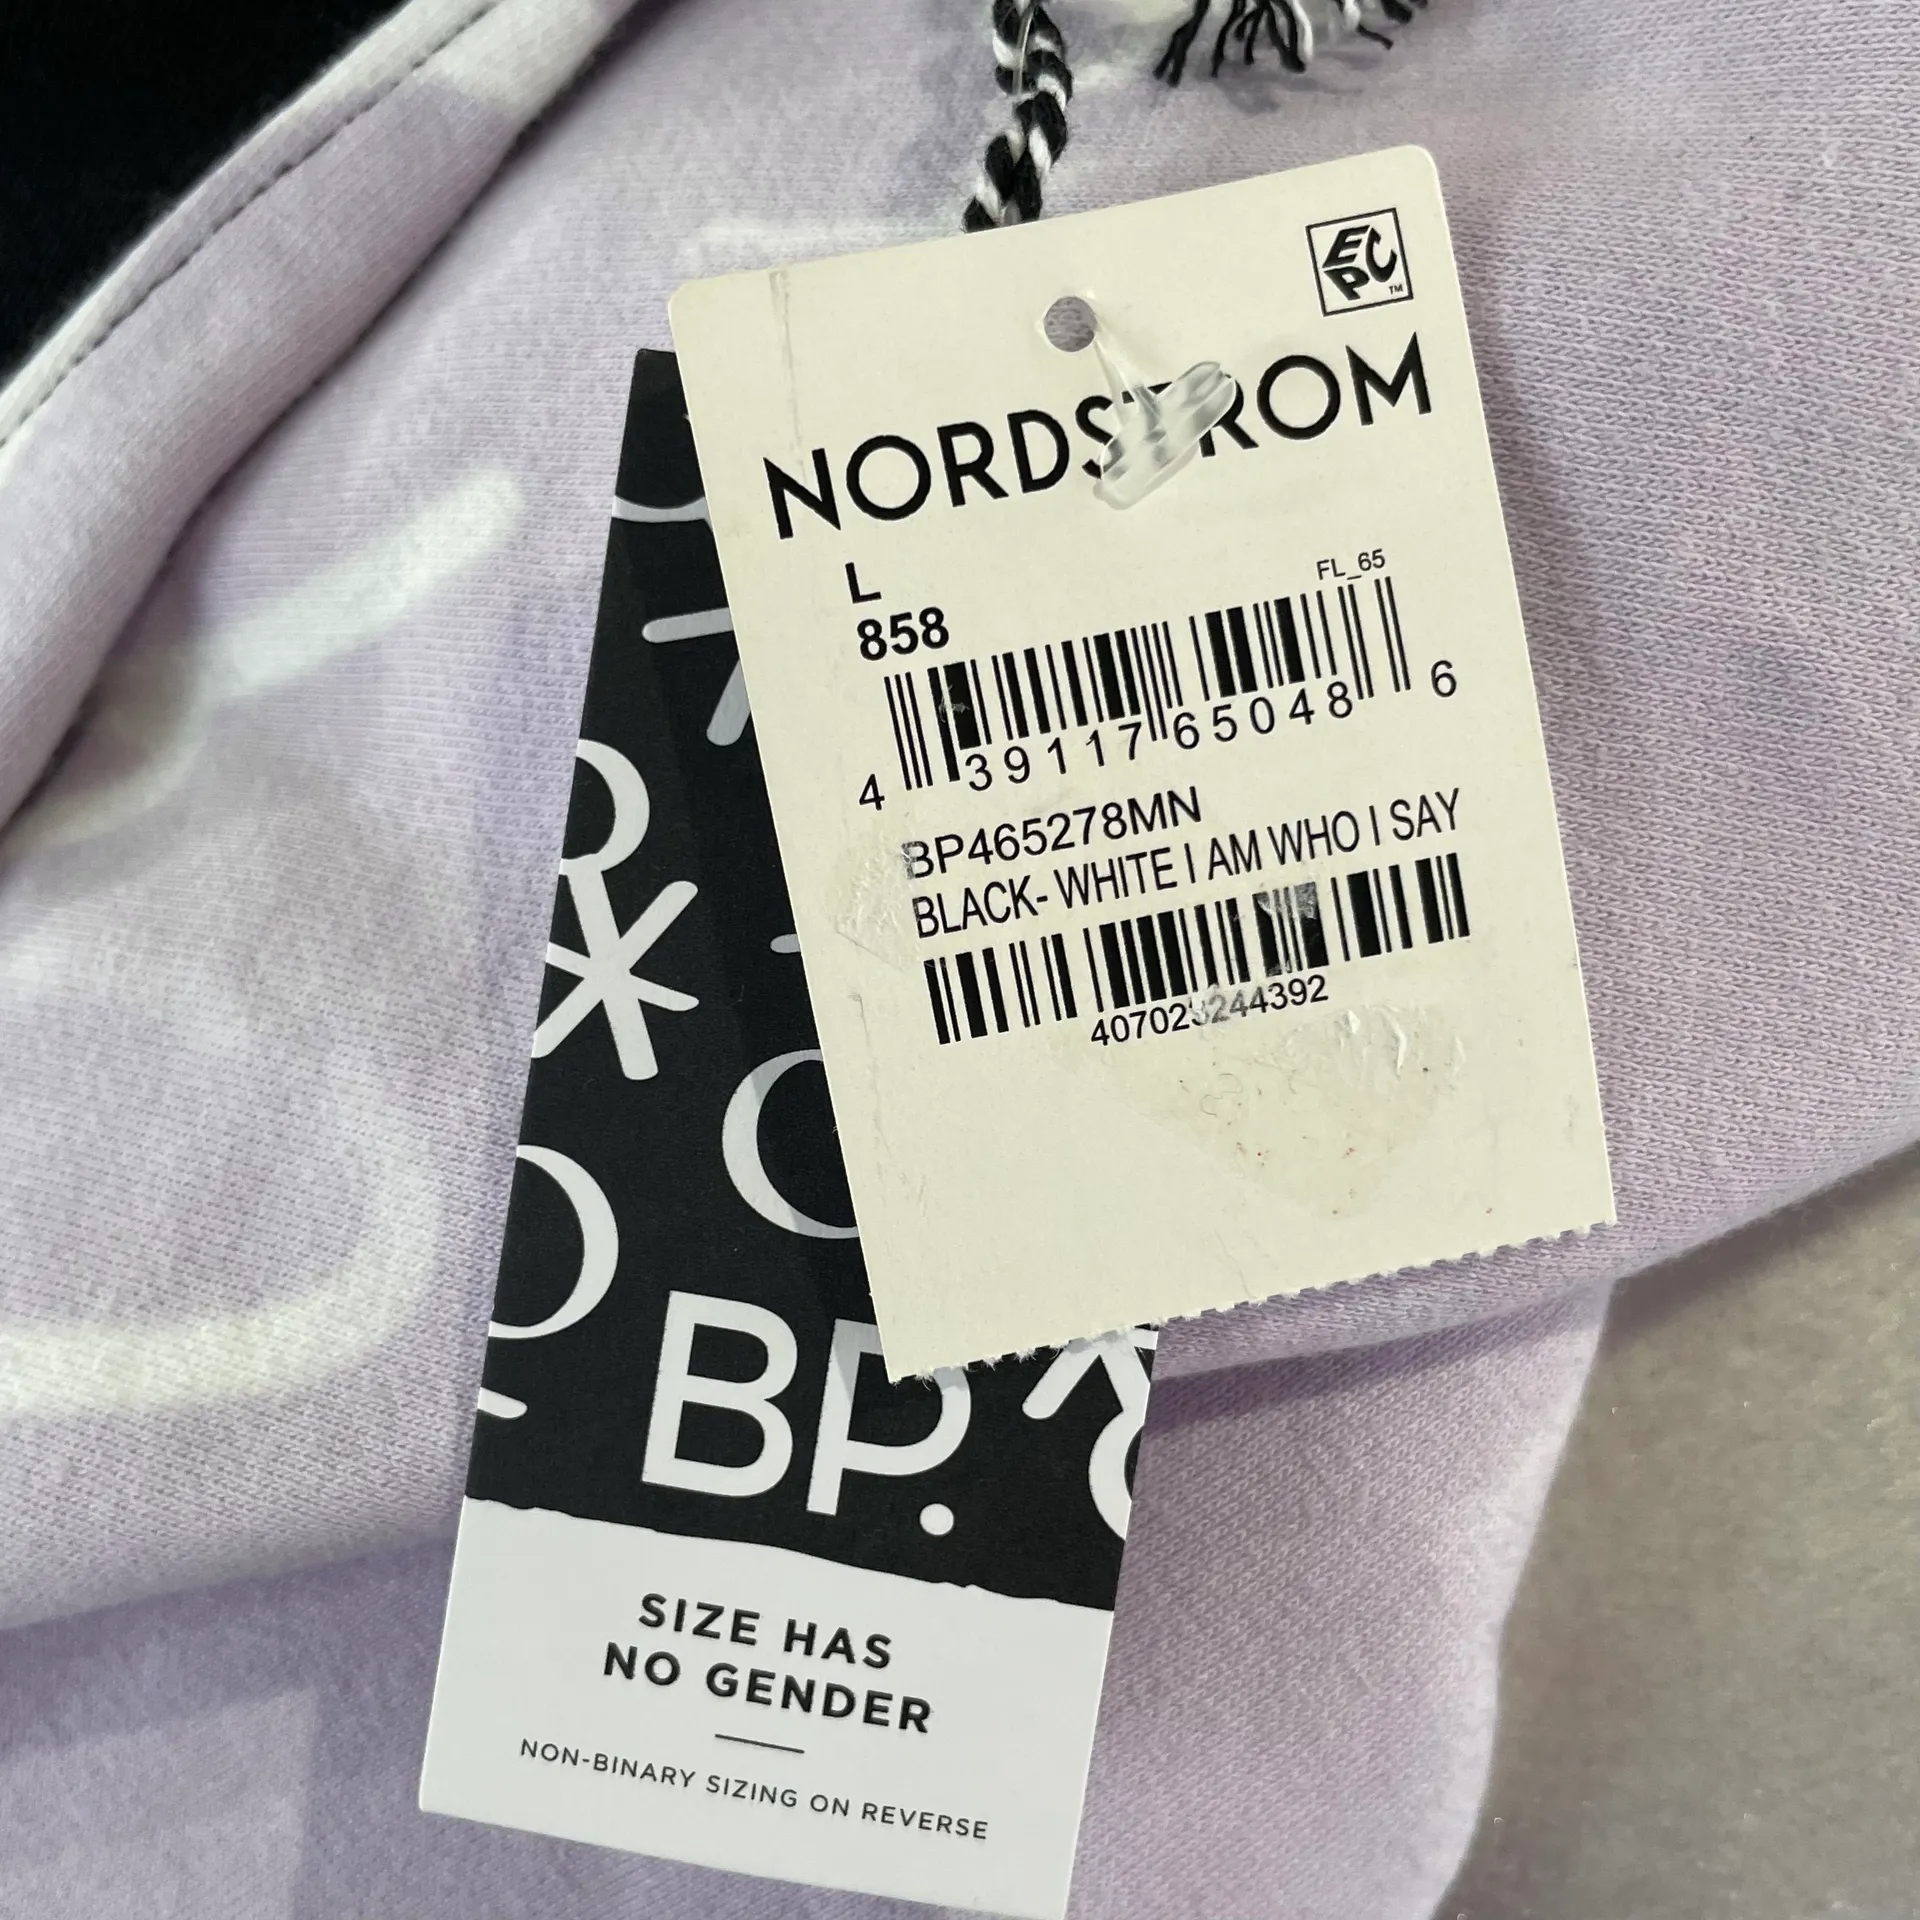 EPC™
NORDSTROM
L
858
FL_65
4 39117 65048 6
BP465278MN
BLACK- WHITE I AM WHO I SAY
BP.
SIZE HAS
NO GENDER
NON-BINARY SIZING ON REVERSE